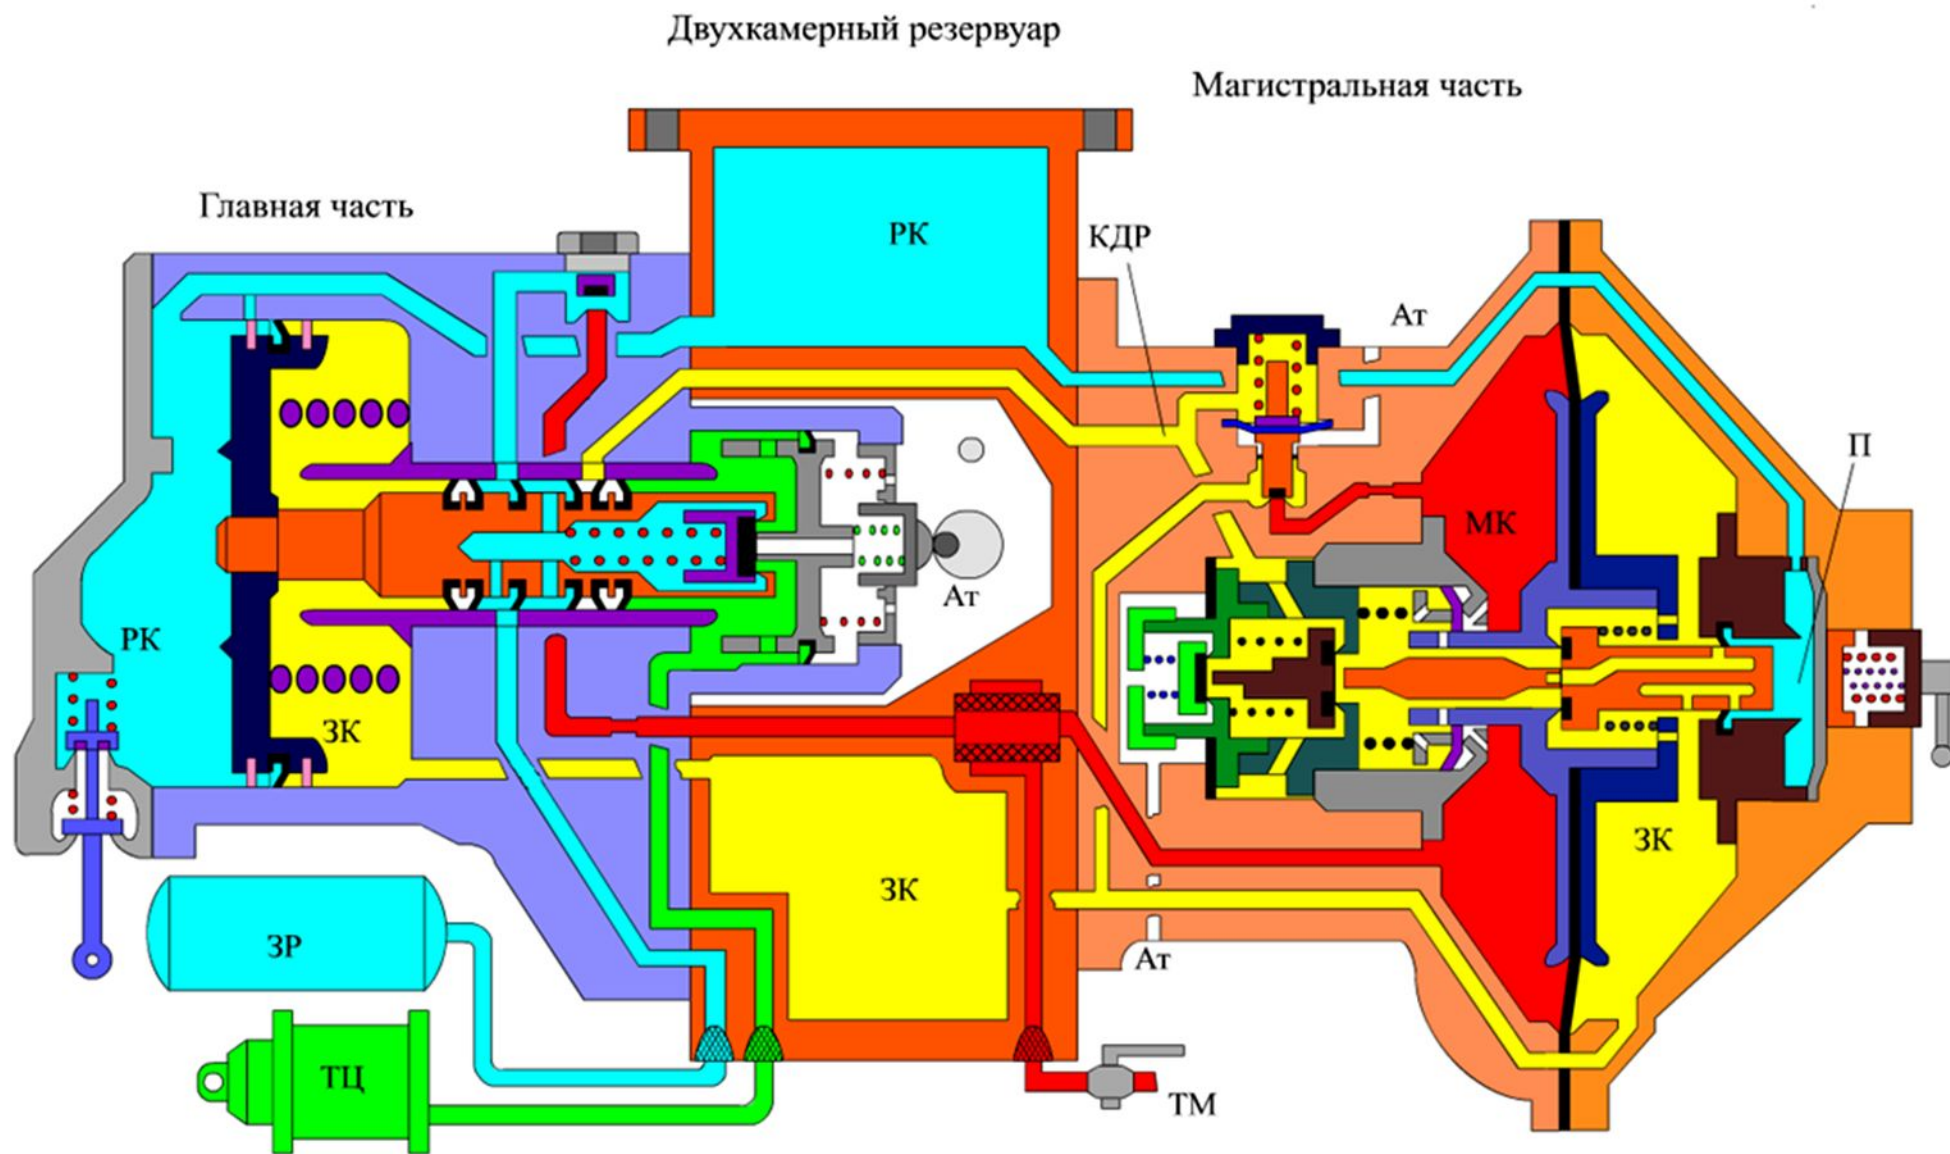 Двухкамерный резервуар
Магистральная часть
Главная часть
РК
КДР
Ат
П
МК
Ат
РК
ЗК
ЗК
ЗК
ЗР
Ат
ТЦ
ТМ